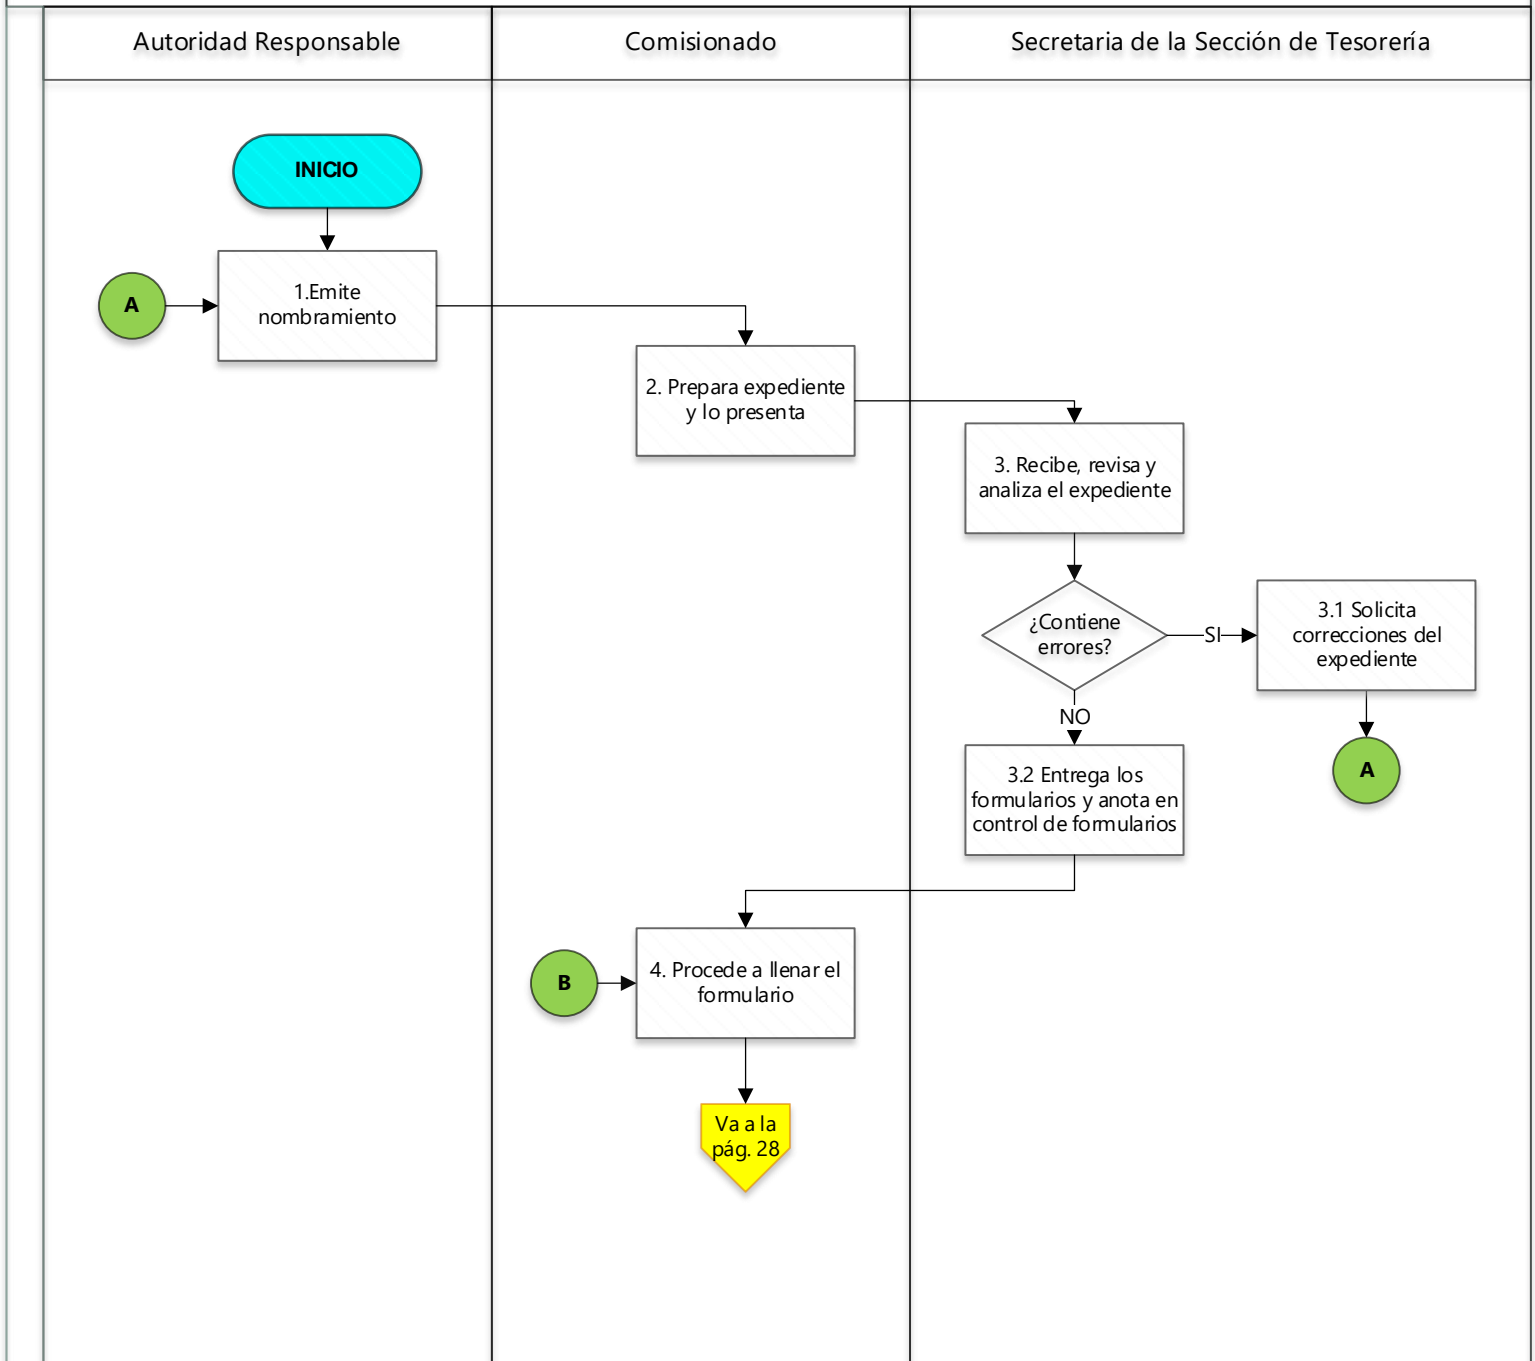 Autoridad Responsable
Comisionado
Secretaria de la Sección de Tesorería
INICIO
A
1.Emite
nombramiento
2. Prepara expediente
y lo presenta
3. Recibe, revisa y
analiza el expediente
¿Contiene
errores?
SI
3.1 Solicita
correcciones del
expediente
NO
A
3.2 Entrega los
formularios y anota en
control de formularios
B
4. Procede a llenar el
formulario
Va a la
pág. 28